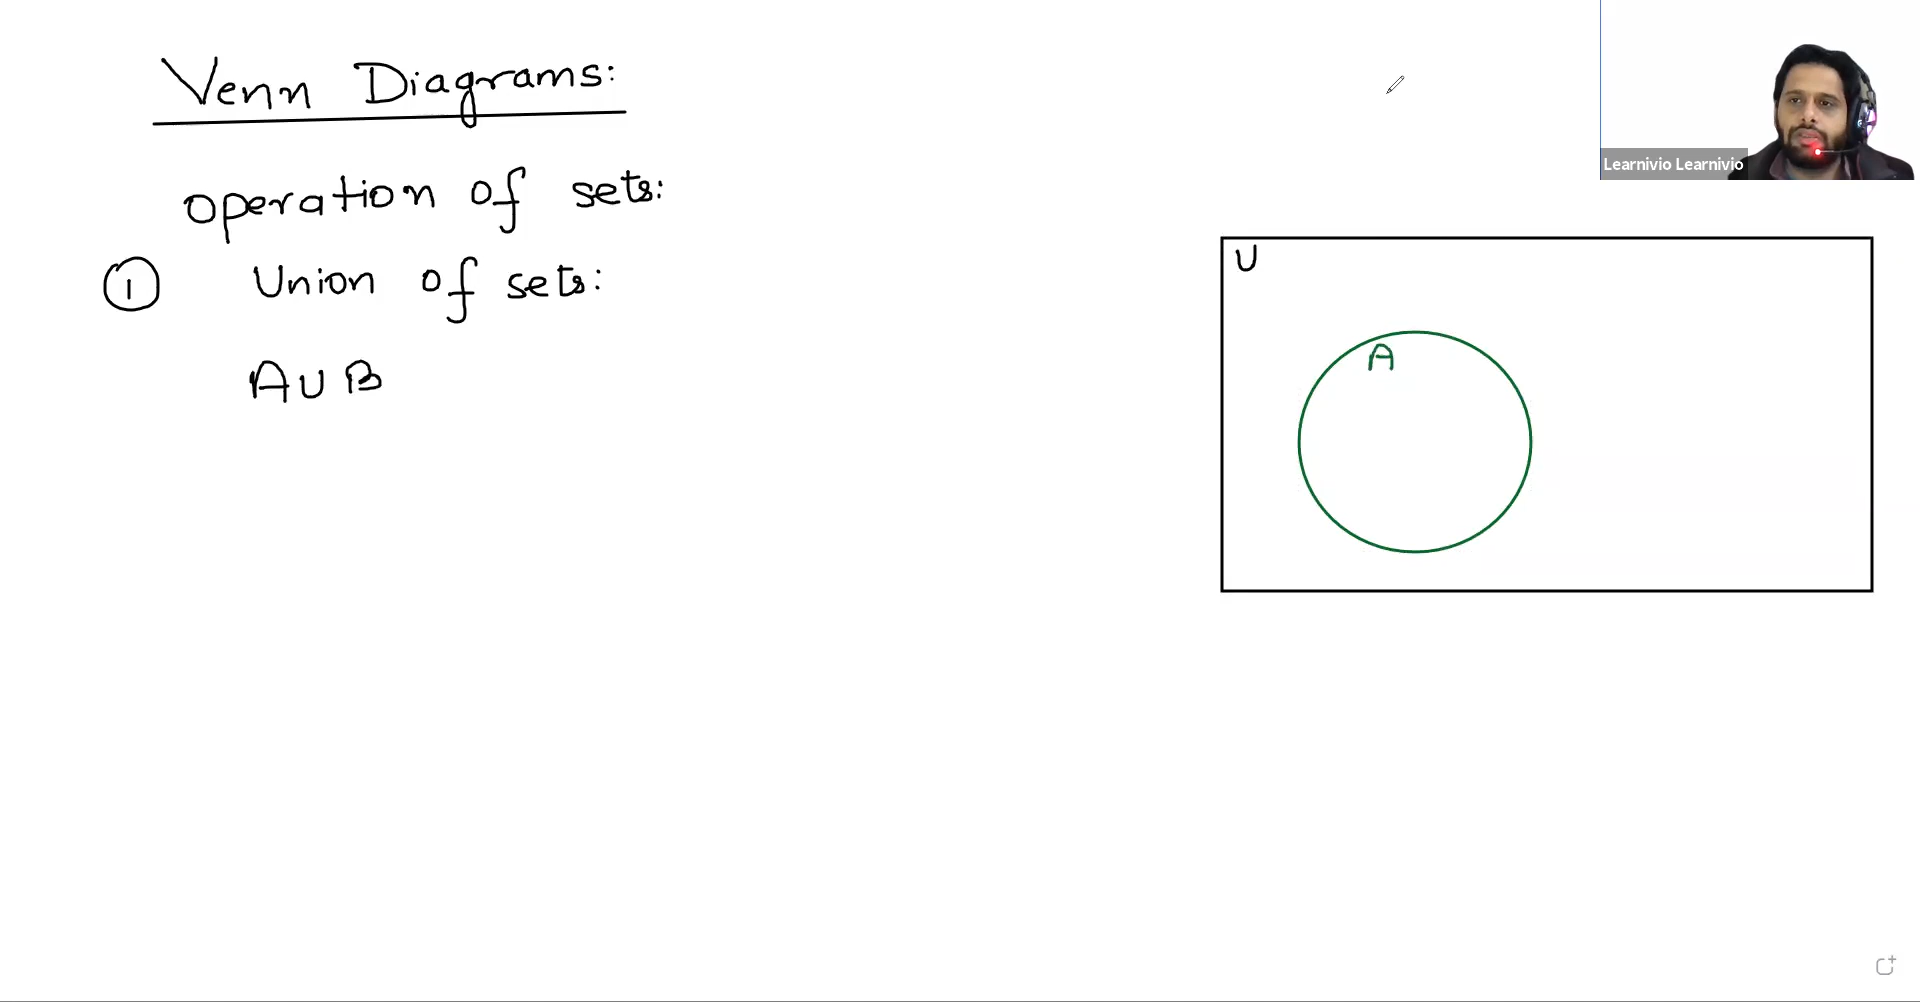 Venn Diagrams:
operation of sets:
1 Union of sets:
A∪B
Learnivio Learnivio
U
A